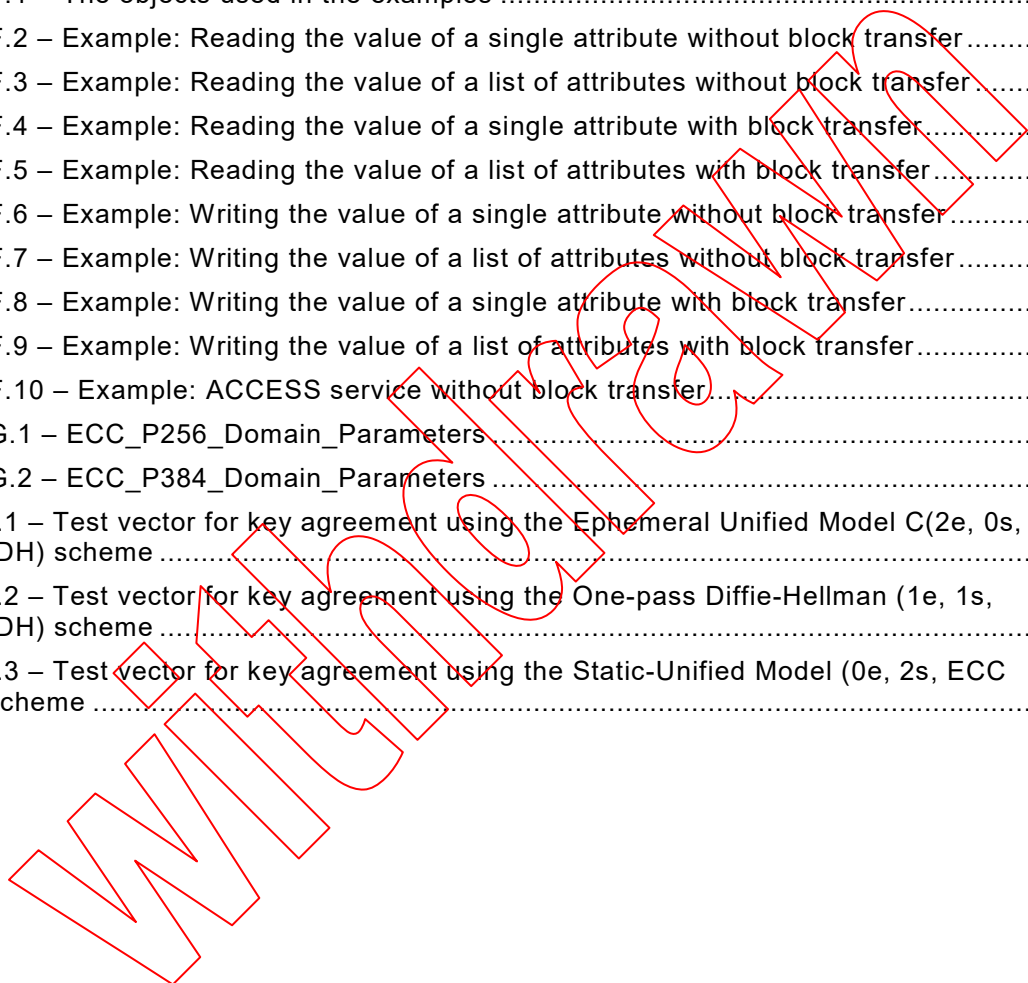 .1 – The objects used in the examples ................................................................
F.2 – Example: Reading the value of a single attribute without block transfer.......
F.3 – Example: Reading the value of a list of attributes without block transfer.......
F.4 – Example: Reading the value of a single attribute with block transfer.............
F.5 – Example: Reading the value of a list of attributes with block transfer............
F.6 – Example: Writing the value of a single attribute without block transfer..........
F.7 – Example: Writing the value of a list of attributes without block transfer.........
F.8 – Example: Writing the value of a single attribute with block transfer...............
F.9 – Example: Writing the value of a list of attributes with block transfer..............
F.10 – Example: ACCESS service without block transfer.......................................
G.1 – ECC_P256_Domain_Parameters..................................................................
G.2 – ECC_P384_Domain_Parameters ..................................................................
.1 – Test vector for key agreement using the Ephemeral Unified Model C(2e, 0s,
DH) scheme ..........................................................................................................
.2 – Test vector for key agreement using the One-pass Diffie-Hellman (1e, 1s,
DH) scheme ..........................................................................................................
.3 – Test vector for key agreement using the Static-Unified Model (0e, 2s, ECC
cheme ..................................................................................................................
withdrawn